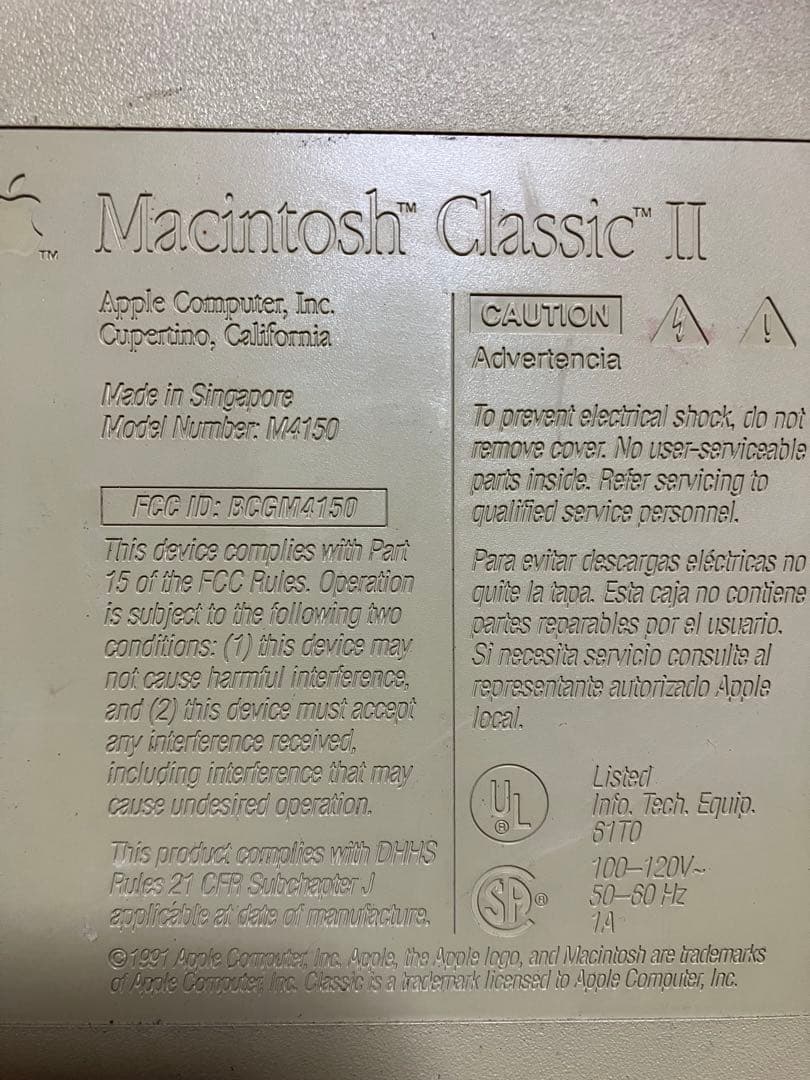 Macintosh™ Classic™ II
™
Apple Computer, Inc.
Cupertino, California
Made in Singapore
Model Number: M4150
FCC ID: BCGM4150
This device complies with Part
15 of the FCC Rules. Operation
is subject to the following two
conditions: (1) this device may
not cause harmful interference,
and (2) this device must accept
any interference received,
including interference that may
cause undesired operation.
This product complies with DHHS
Rules 21 CFR Subchapter J
applicable at date of manufacture.
CAUTION
Advertencia
To prevent electrical shock, do not
remove cover. No user-serviceable
parts inside. Refer servicing to
qualified service personnel.
Para evitar descargas eléctricas no
quite la tapa. Esta caja no contiene
partes reparables por el usuario.
Si necesita servicio consulte al
representante autorizado Apple
local.
UL®
Listed
Info. Tech. Equip.
61T0
SA®
100–120V~
50–60 Hz
1A
©1991 Apple Computer, Inc. Apple, the Apple logo, and Macintosh are trademarks
of Apple Computer, Inc. Classic is a trademark licensed to Apple Computer, Inc.